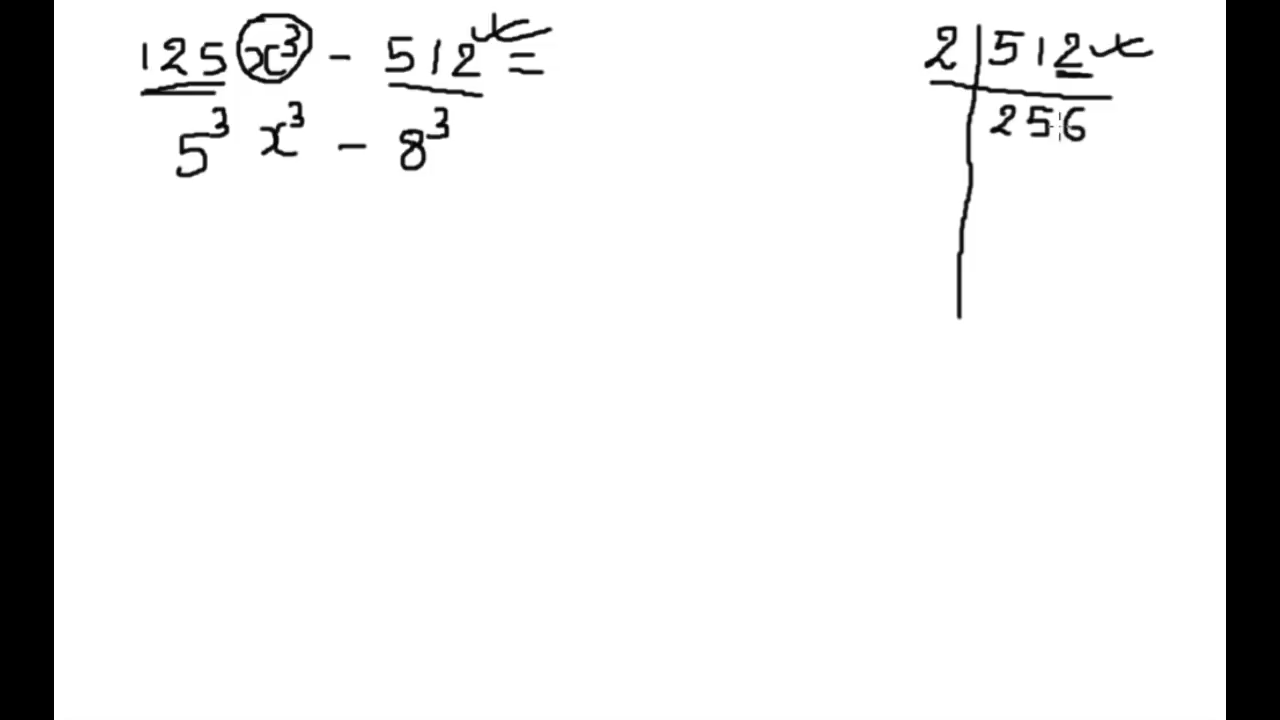 125x³ - 512 =
5³ x³ - 8³
2 | 512
256